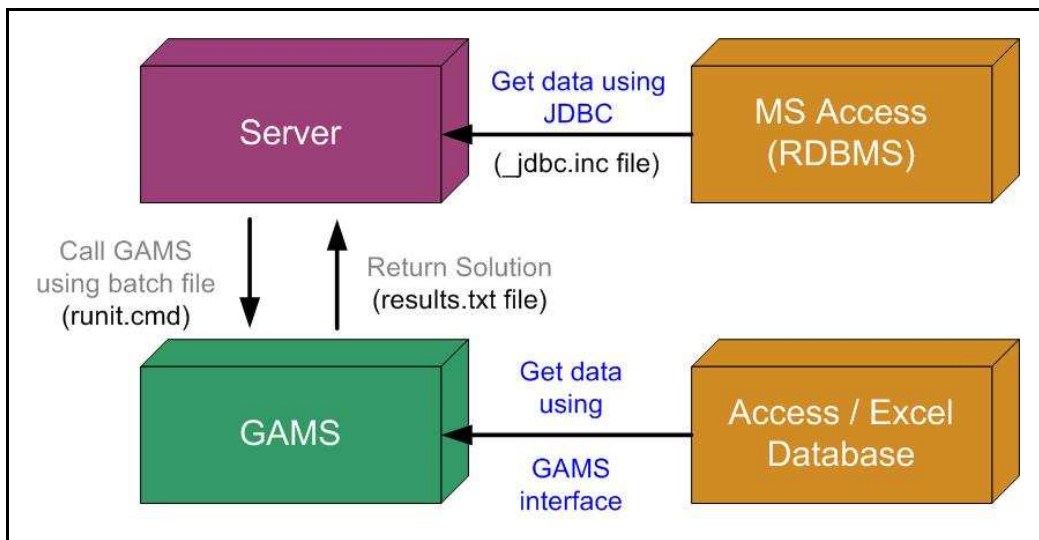 Server
Get data using
JDBC
(_jdbc.inc file)
MS Access
(RDBMS)
Call GAMS
using batch file
(runit.cmd)
Return Solution
(results.txt file)
GAMS
Get data
using
GAMS
interface
Access / Excel
Database